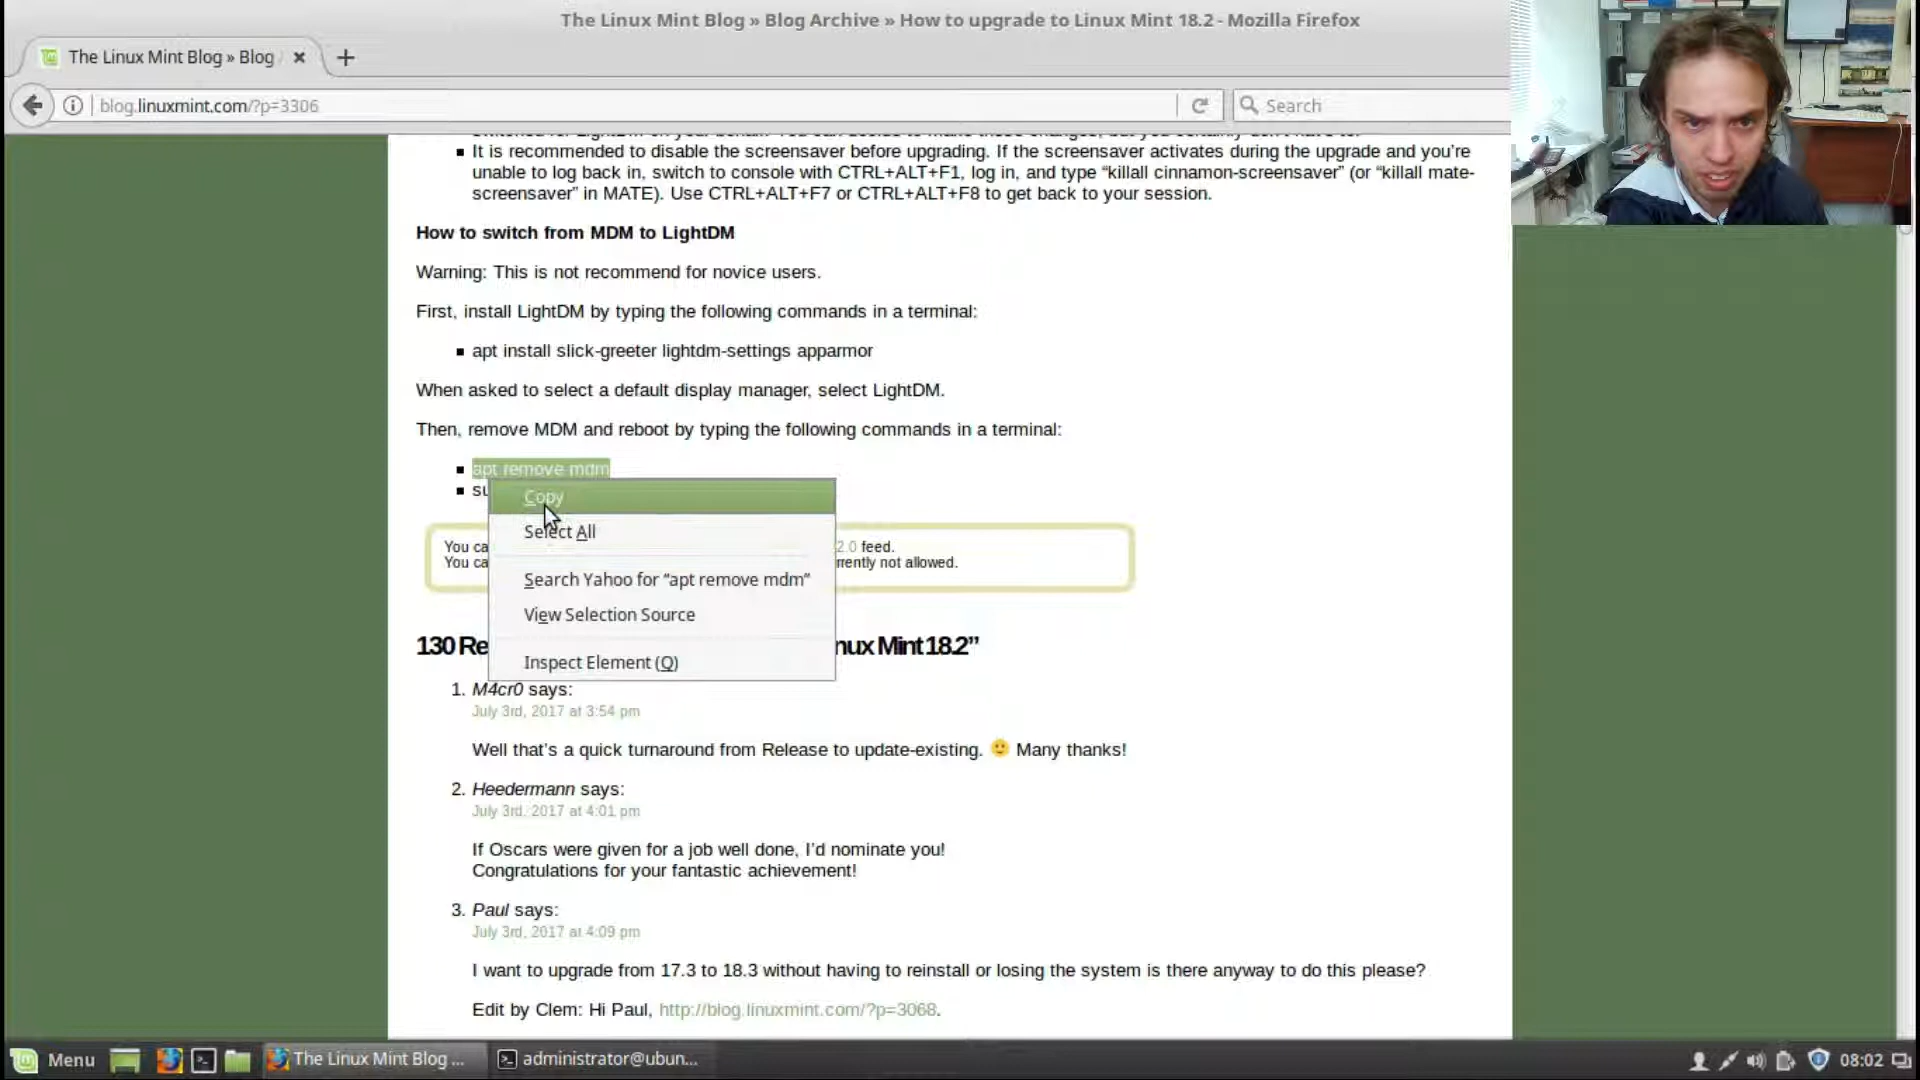 The Linux Mint Blog » Blog Archive » How to upgrade to Linux Mint 18.2 - Mozilla Firefox
The Linux Mint Blog » Blog
blog.linuxmint.com/?p=3306
Search
It is recommended to disable the screensaver before upgrading. If the screensaver activates during the upgrade and you're
unable to log back in, switch to console with CTRL+ALT+F1, log in, and type “killall cinnamon-screensaver” (or “killall mate-
screensaver” in MATE). Use CTRL+ALT+F7 or CTRL+ALT+F8 to get back to your session.
How to switch from MDM to LightDM
Warning: This is not recommend for novice users.
First, install LightDM by typing the following commands in a terminal:
apt install slick-greeter lightdm-settings apparmor
When asked to select a default display manager, select LightDM.
Then, remove MDM and reboot by typing the following commands in a terminal:
apt remove mdm
su
Copy
Select All
Search Yahoo for “apt remove mdm”
View Selection Source
Inspect Element (Q)
You ca 2.0 feed.
You ca rrently not allowed.
130 Re nux Mint 18.2”
1. M4cr0 says:
July 3rd, 2017 at 3:54 pm
Well that’s a quick turnaround from Release to update-existing. 🙂 Many thanks!
2. Heedermann says:
July 3rd, 2017 at 4:01 pm
If Oscars were given for a job well done, I’d nominate you!
Congratulations for your fantastic achievement!
3. Paul says:
July 3rd, 2017 at 4:09 pm
I want to upgrade from 17.3 to 18.3 without having to reinstall or losing the system is there anyway to do this please?
Edit by Clem: Hi Paul, http://blog.linuxmint.com/?p=3068.
Menu
The Linux Mint Blog ...
administrator@ubun...
08:02